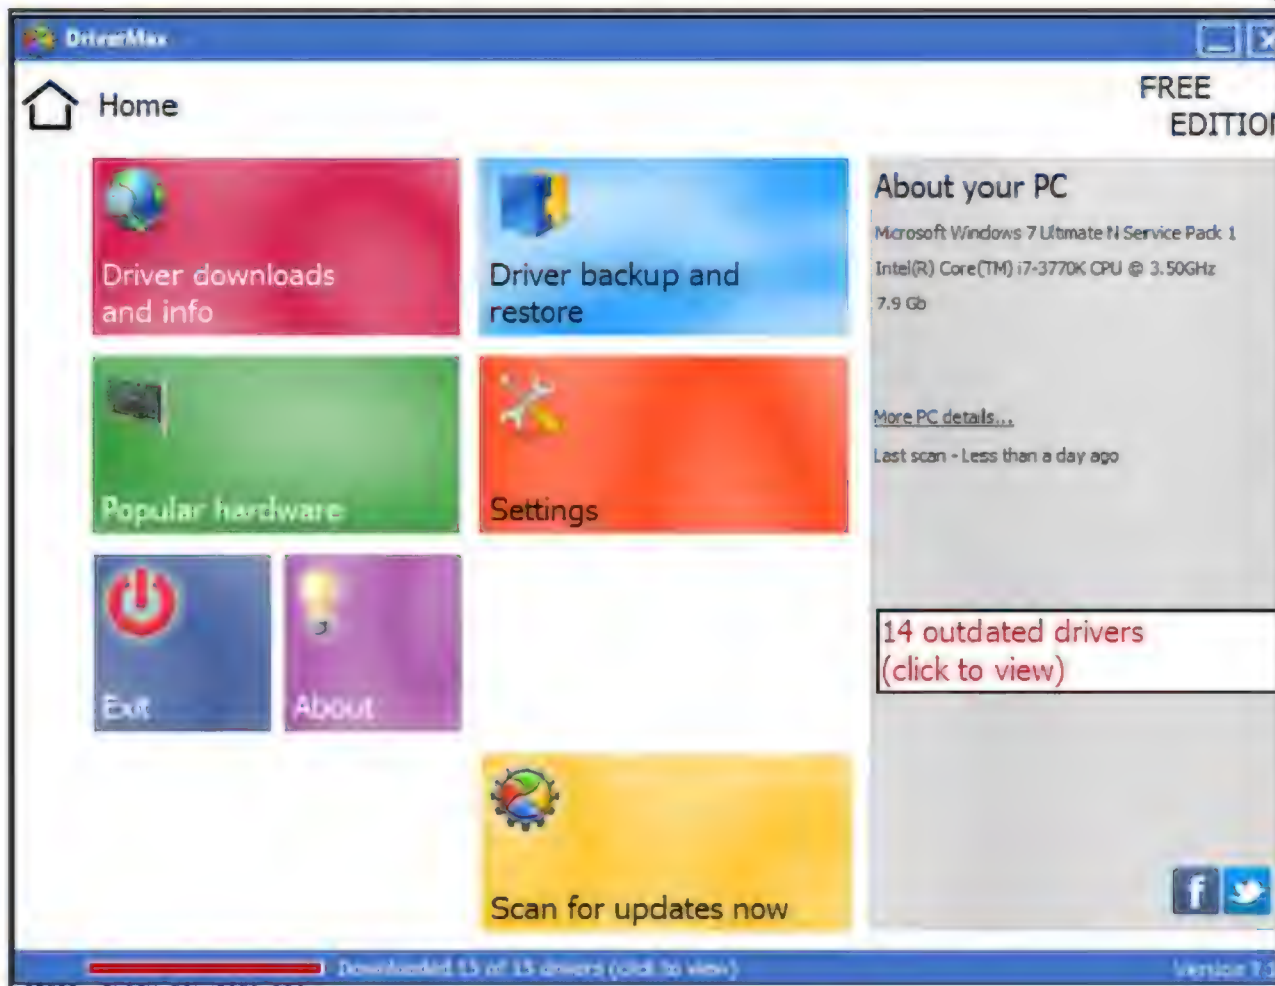 DriverMax
Home
FREE
EDITION
Driver downloads
and info
Driver backup and
restore
About your PC
Microsoft Windows 7 Ultimate N Service Pack 1
Intel(R) Core(TM) i7-3770K CPU @ 3.50GHz
7.9 Gb
More PC details...
Last scan - Less than a day ago
Popular hardware
Settings
14 outdated drivers
(click to view)
Exit
About
Scan for updates now
f
Downloaded 15 of 15 drivers (click to view)
Version